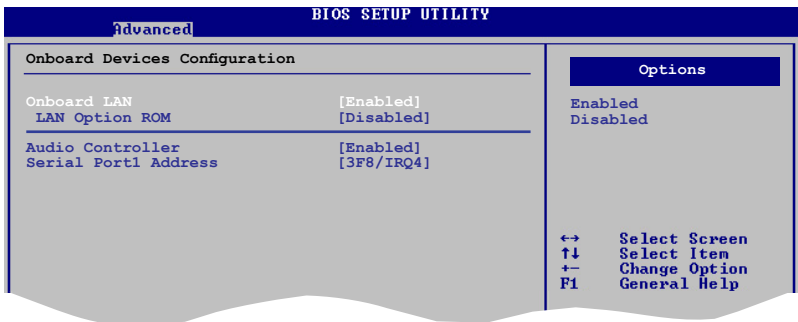 BIOS SETUP UTILITY
Advanced
Onboard Devices Configuration
Onboard LAN [Enabled]
LAN Option ROM [Disabled]
Audio Controller [Enabled]
Serial Port1 Address [3F8/IRQ4]
Options
Enabled
Disabled
←→ Select Screen
↑↓ Select Item
+- Change Option
F1 General Help